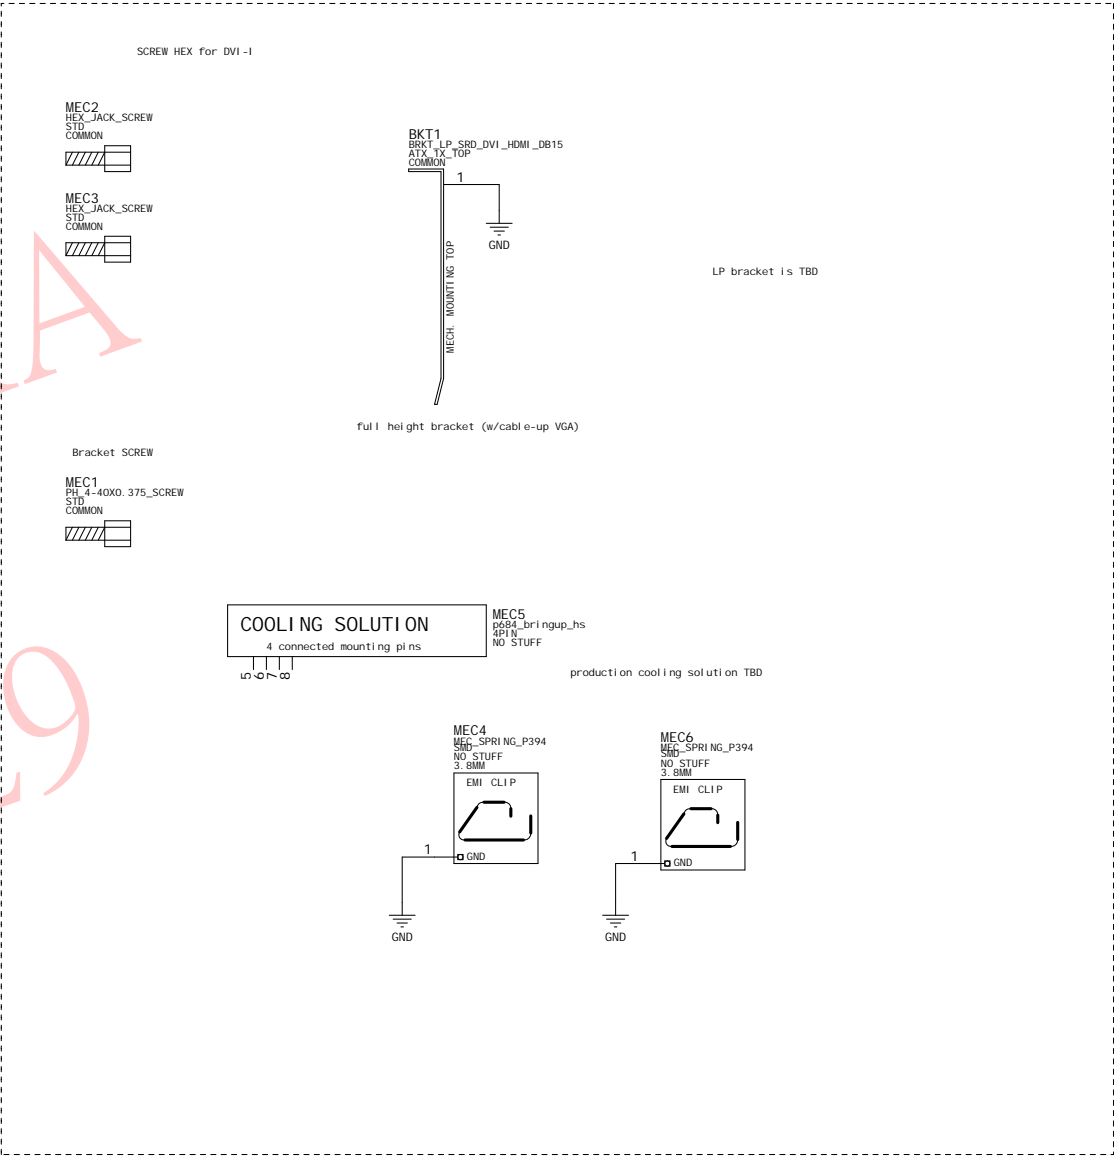 SCREW HEX for DVI-I
MEC2
HEX_JACK_SCREW
STD
COMMON
MEC3
HEX_JACK_SCREW
STD
COMMON
BKT1
BRKT_LP_SRD_DVI_HDMI_DB15
ATX_1X_TOP
COMMON
1
GND
MECH. MOUNTING TOP
LP bracket is TBD
full height bracket (w/cable-up VGA)
Bracket SCREW
MEC1
PH_4-40X0.375_SCREW
STD
COMMON
COOLING SOLUTION
4 connected mounting pins
5
6
7
8
MEC5
p684_bringup_hs
4PIN
NO STUFF
production cooling solution TBD
MEC4
MEC_SPRING_P394
SMD
NO STUFF
3.8MM
EMI CLIP
1
GND
GND
MEC6
MEC_SPRING_P394
SMD
NO STUFF
3.8MM
EMI CLIP
1
GND
GND
A
9